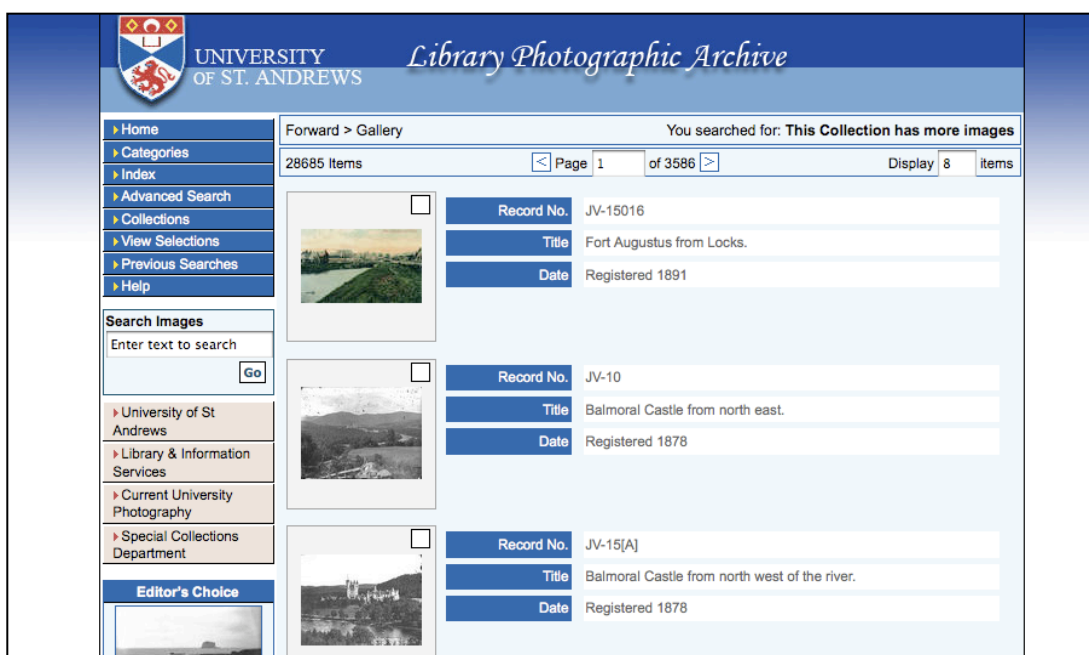 UNIVERSITY
OF ST. ANDREWS
Library Photographic Archive
Home
Categories
Index
Advanced Search
Collections
View Selections
Previous Searches
Help
Search Images
Enter text to search
Go
University of St
Andrews
Library & Information
Services
Current University
Photography
Special Collections
Department
Editor's Choice
Forward > Gallery You searched for: This Collection has more images
28685 Items < Page 1 of 3586 > Display 8 items
Record No. JV-15016
Title Fort Augustus from Locks.
Date Registered 1891
Record No. JV-10
Title Balmoral Castle from north east.
Date Registered 1878
Record No. JV-15[A]
Title Balmoral Castle from north west of the river.
Date Registered 1878